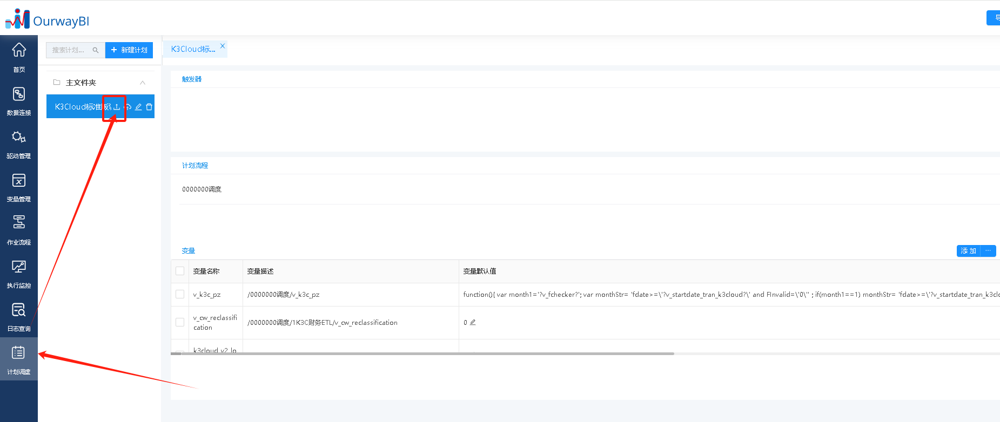 OurwayBI
导
首页
数据连接
驱动管理
变量管理
作业流程
执行监控
日志查询
计划调度
搜索计划...
+ 新建计划
主文件夹
K3Cloud标准版
K3Cloud标...
触发器
计划流程
0000000调度
变量
添加 ···
变量名称 变量描述 变量默认值
v_k3c_pz /0000000调度/v_k3c_pz function(){ var month1='?v_fchecker?'; var monthStr= 'fdate>=\'?v_startdate_tran_k3cloud?\' and FInvalid=\'0\'' ; if(month1==1) monthStr= 'fdate>=\'?v_startdate_tran_k3clo
v_cw_reclassifi
cation /0000000调度/1K3C财务ETL/v_cw_reclassification 0
k3cloud_v2_lo